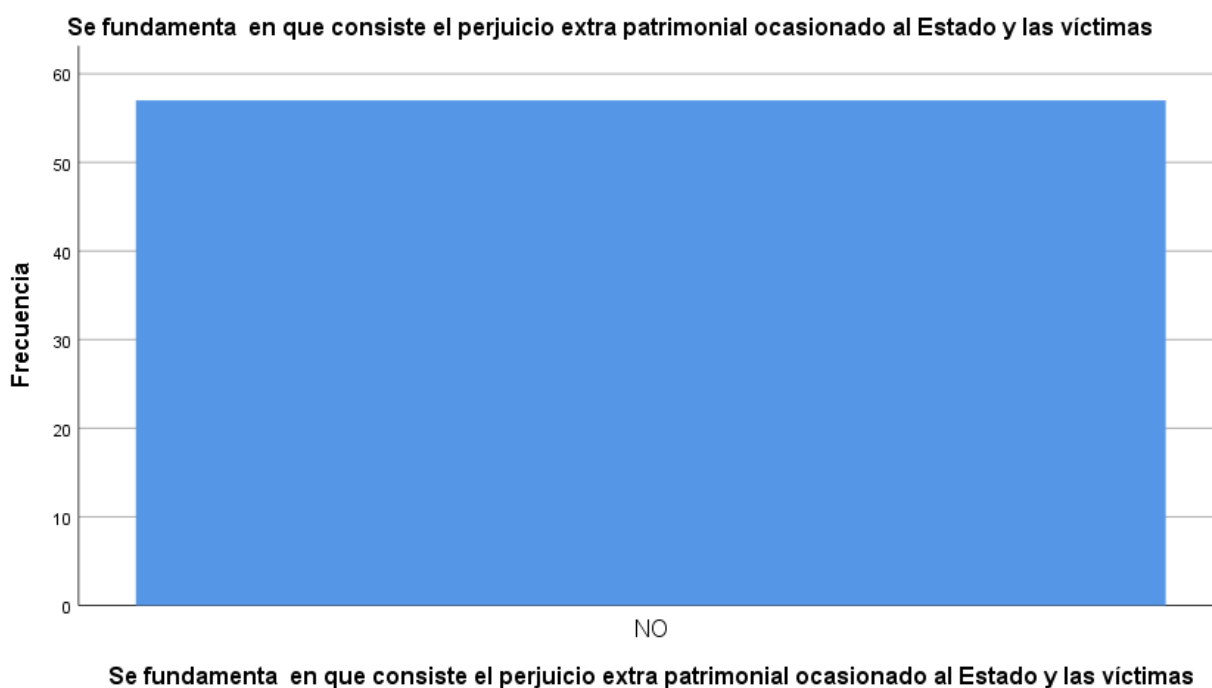 Se fundamenta  en que consiste el perjuicio extra patrimonial ocasionado al Estado y las víctimas
60
50
40
30
20
10
0
Frecuencia
NO
Se fundamenta  en que consiste el perjuicio extra patrimonial ocasionado al Estado y las víctimas